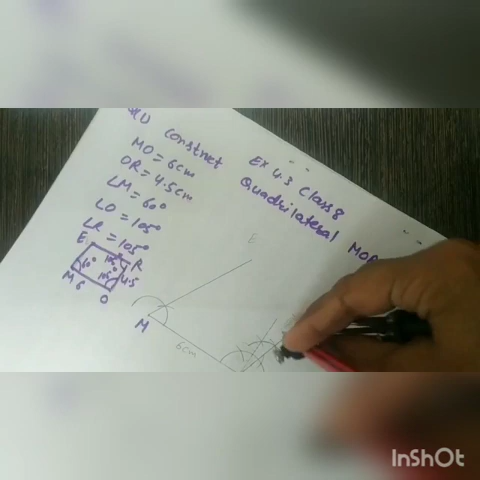 Ex 4.3 Class 8
Construct Quadrilateral
MO = 6cm
OR = 4.5cm
∠M = 60°
∠O = 105°
∠R = 105°
E R
60° 105°
105° 4.5
M 6 O
E
M
6cm
InShOt